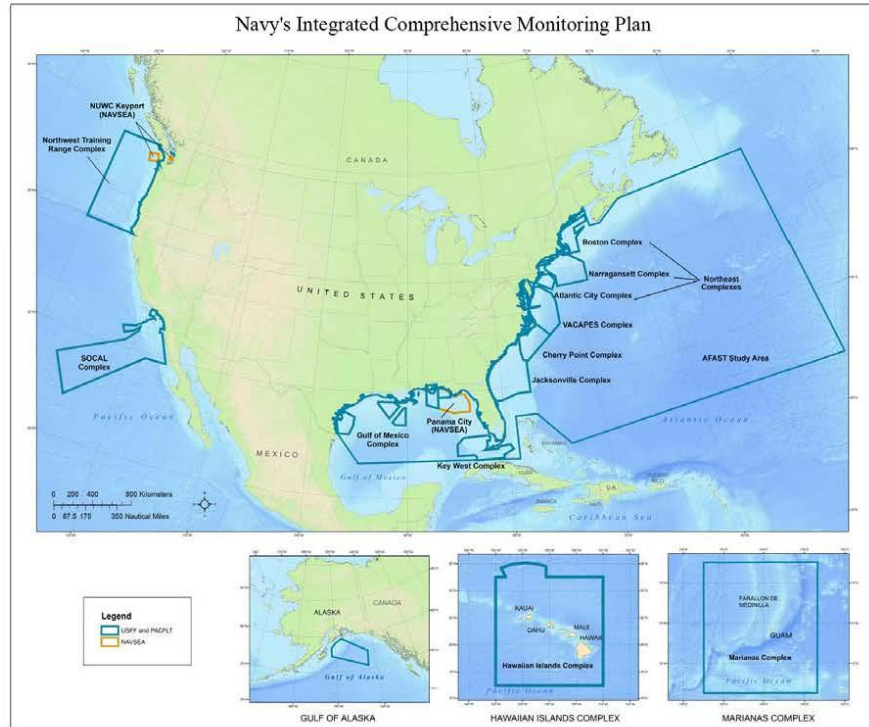 Navy's Integrated Comprehensive Monitoring Plan
NUWC Keyport
(NAVSEA)
Northwest Training
Range Complex
CANADA
UNITED STATES
Boston Complex
Narragansett Complex
Atlantic City Complex
Northeast
Complexes
VACAPES Complex
Cherry Point Complex
Jacksonville Complex
AFAST Study Area
SOCAL
Complex
Pacific Ocean
Atlantic Ocean
MEXICO
Gulf of Mexico
Complex
Panama City
(NAVSEA)
Key West Complex
Gulf of Mexico
Caribbean Sea
0 200 400 800 Kilometers
0 87.5 175 350 Nautical Miles
Legend
USFF and PACFLT
NAVSEA
ALASKA
CANADA
Gulf of Alaska
GULF OF ALASKA
KAUAI
OAHU
MAUI
HAWAII
Hawaiian Islands Complex
Pacific Ocean
HAWAIIAN ISLANDS COMPLEX
FARALLON DE
MEDINILLA
GUAM
Marianas Complex
Pacific Ocean
MARIANAS COMPLEX